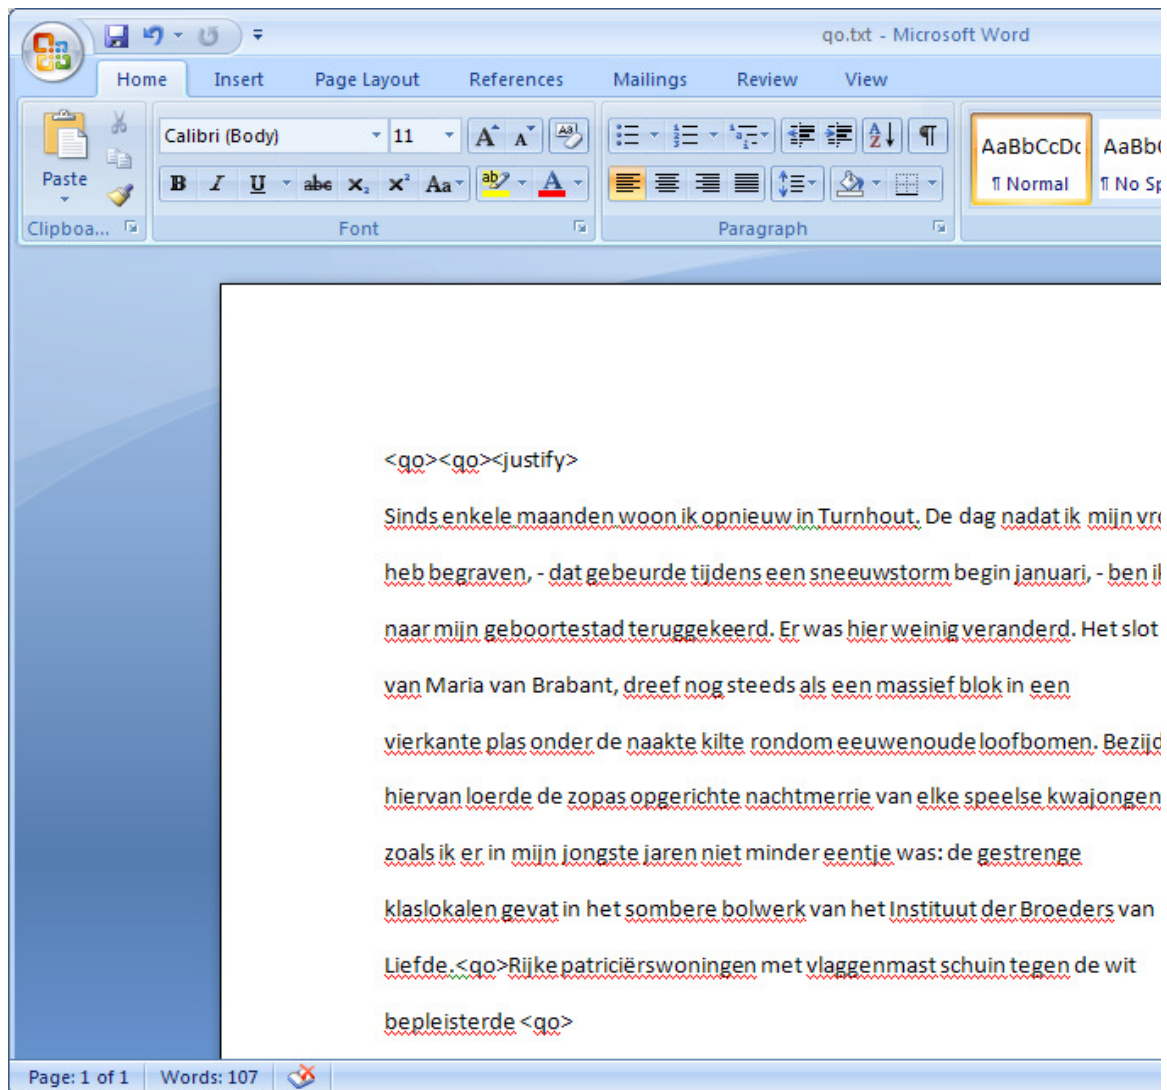 qo.txt - Microsoft Word
Home Insert Page Layout References Mailings Review View
Calibri (Body) 11
Paste
AaBbCcDc
¶ Normal ¶ No Sp
Clipboa... Font Paragraph
<qo><qo><justify>
Sinds enkele maanden woon ik opnieuw in Turnhout. De dag nadat ik mijn
heb begraven, - dat gebeurde tijdens een sneeuwstorm begin januari, - ben
naar mijn geboortestad teruggekeerd. Er was hier weinig veranderd. Het slot
van Maria van Brabant, dreef nog steeds als een massief blok in een
vierkante plas onder de naakte kilte rondom eeuwenoude loofbomen. Bezijd
hiervan loerde de zopas opgerichte nachtmerrie van elke speelse kwajongen
zoals ik er in mijn jongste jaren niet minder eentje was: de gestrenge
klaslokalen gevat in het sombere bolwerk van het Instituut der Broeders van
Liefde.<qo>Rijke patriciërswoningen met vlaggenmast schuin tegen de wit
bepleisterde <qo>
Page: 1 of 1 Words: 107